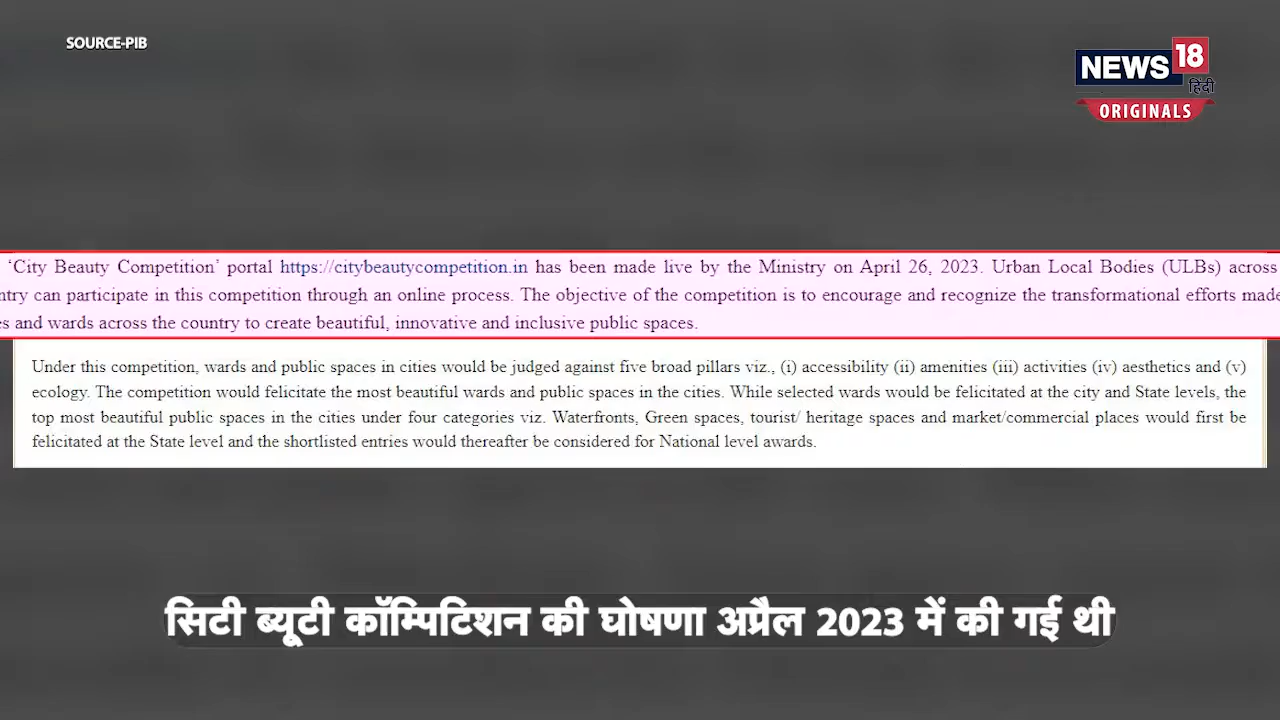 SOURCE-PIB
NEWS 18
हिंदी
ORIGINALS
‘City Beauty Competition’ portal https://citybeautycompetition.in has been made live by the Ministry on April 26, 2023. Urban Local Bodies (ULBs) across
ntry can participate in this competition through an online process. The objective of the competition is to encourage and recognize the transformational efforts made
s and wards across the country to create beautiful, innovative and inclusive public spaces.
Under this competition, wards and public spaces in cities would be judged against five broad pillars viz., (i) accessibility (ii) amenities (iii) activities (iv) aesthetics and (v)
ecology. The competition would felicitate the most beautiful wards and public spaces in the cities. While selected wards would be felicitated at the city and State levels, the
top most beautiful public spaces in the cities under four categories viz. Waterfronts, Green spaces, tourist/ heritage spaces and market/commercial places would first be
felicitated at the State level and the shortlisted entries would thereafter be considered for National level awards.
सिटी ब्यूटी कॉम्पिटिशन की घोषणा अप्रैल 2023 में की गई थी